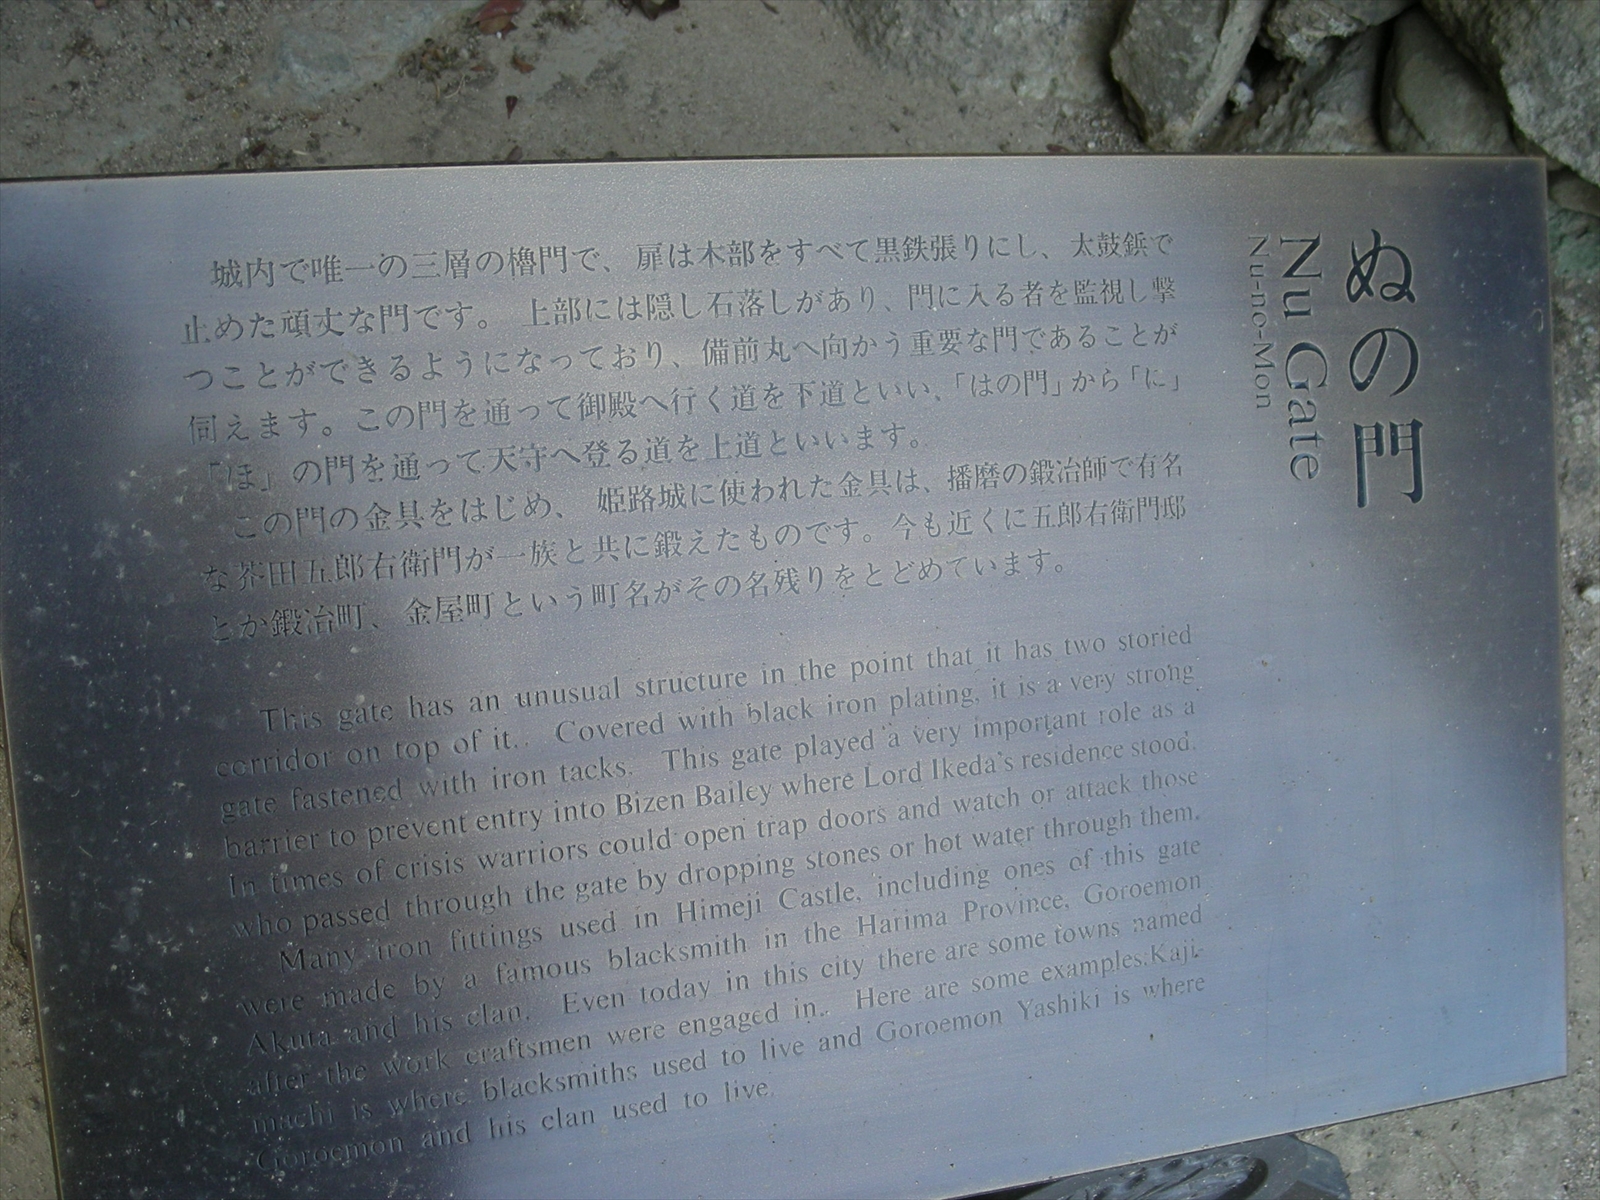 ぬの門
Nu Gate
Nu-no-Mon
城内で唯一の三層の櫓門で、扉は木部をすべて黒鉄張りにし、太鼓鋲で
止めた頑丈な門です。上部には隠し石落しがあり、門に入る者を監視し撃
つことができるようになっており、備前丸へ向かう重要な門であることが
伺えます。この門を通って御殿へ行く道を下道といい、「はの門」から「に」
「ほ」の門を通って天守へ登る道を上道といいます。
この門の金具をはじめ、姫路城に使われた金具は、播磨の鍛冶師で有名
な芥田五郎右衛門が一族と共に鍛えたものです。今も近くに五郎右衛門邸
とか鍛冶町、金屋町という町名がその名残りをとどめています。
This gate has an unusual structure in the point that it has two storied
corridor on top of it. Covered with black iron plating, it is a very strong
gate fastened with iron tacks. This gate played a very important role as a
barrier to prevent entry into Bizen Bailey where Lord Ikeda's residence stood.
In times of crisis warriors could open trap doors and watch or attack those
who passed through the gate by dropping stones or hot water through them.
Many iron fittings used in Himeji Castle, including ones of this gate
were made by a famous blacksmith in the Harima Province, Goroemon
Akuta and his clan. Even today in this city there are some towns named
after the work craftsmen were engaged in. Here are some examples:Kaji-
machi is where blacksmiths used to live and Goroemon Yashiki is where
Goroemon and his clan used to live.